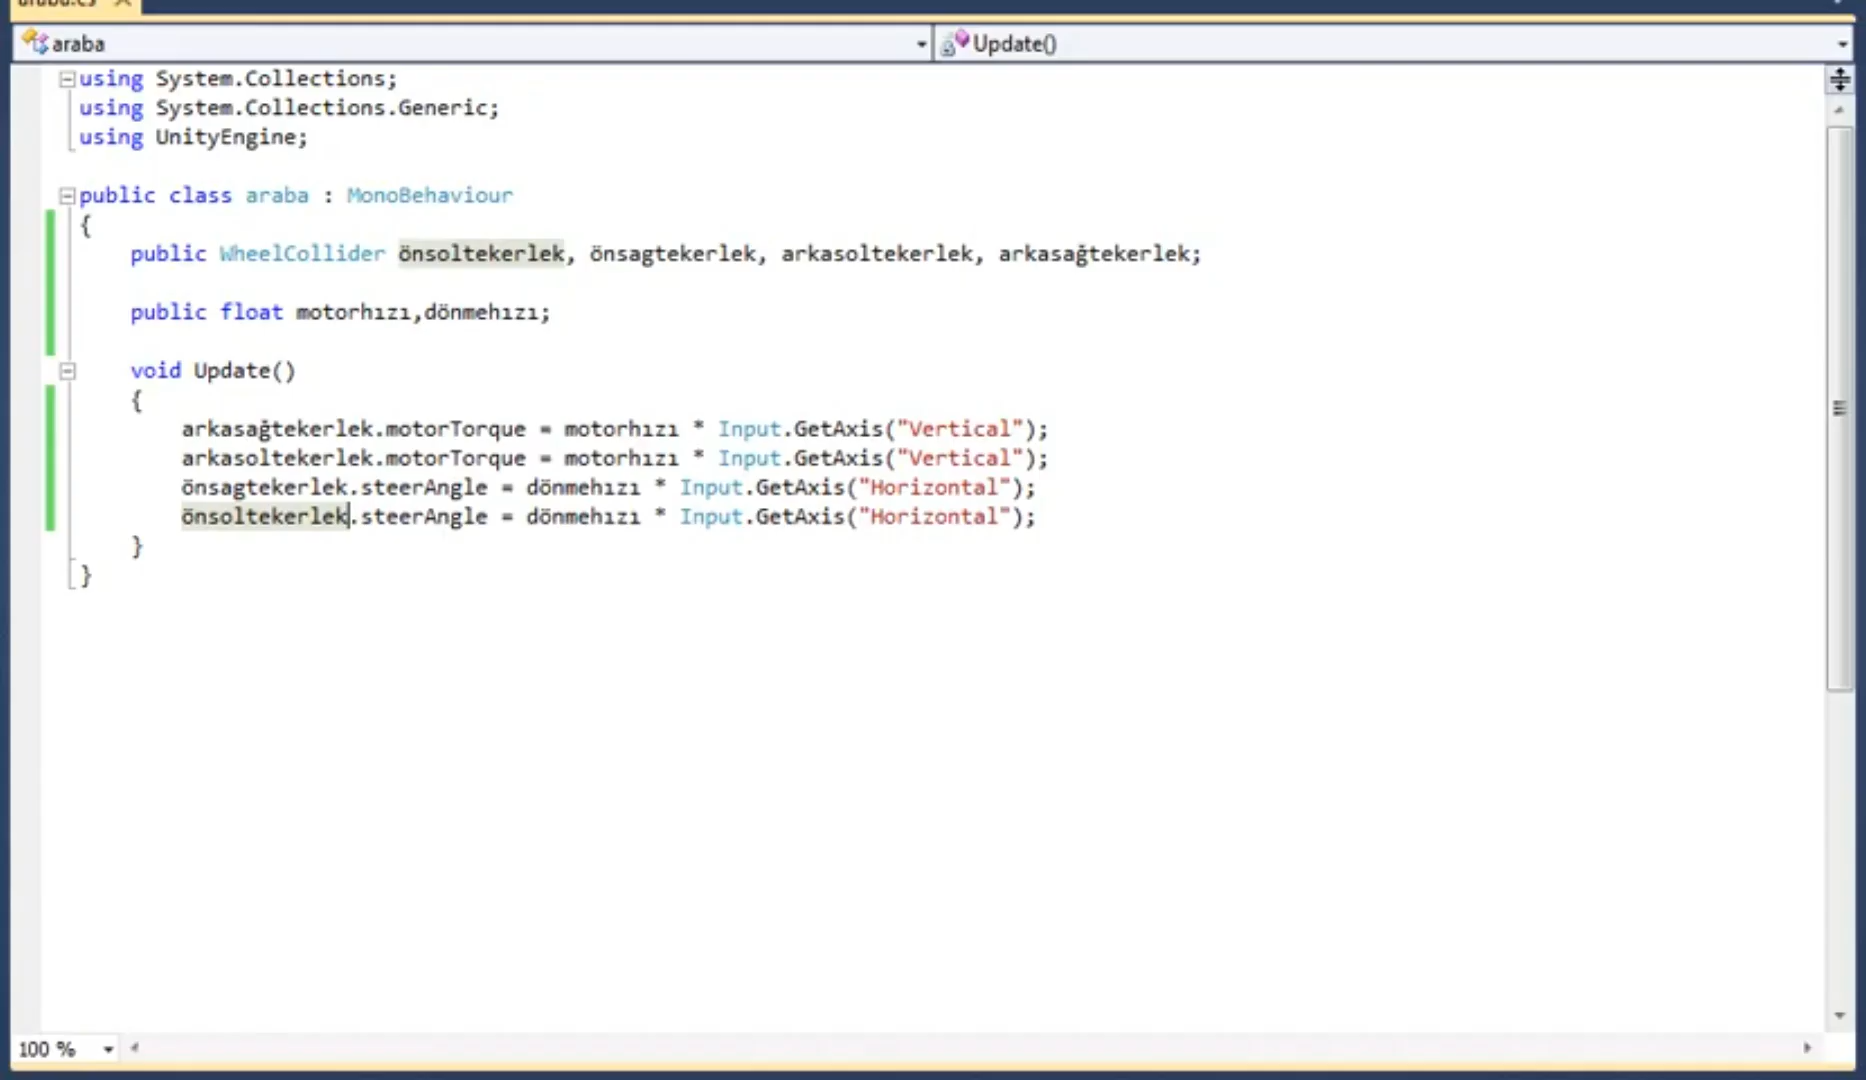 araba.cs
araba
Update()
using System.Collections;
using System.Collections.Generic;
using UnityEngine;
public class araba : MonoBehaviour
{
public WheelCollider önsoltekerlek, önsagtekerlek, arkasoltekerlek, arkasağtekerlek;
public float motorhızı,dönmehızı;
void Update()
{
arkasağtekerlek.motorTorque = motorhızı * Input.GetAxis("Vertical");
arkasoltekerlek.motorTorque = motorhızı * Input.GetAxis("Vertical");
önsagtekerlek.steerAngle = dönmehızı * Input.GetAxis("Horizontal");
önsoltekerlek.steerAngle = dönmehızı * Input.GetAxis("Horizontal");
}
}
100 %